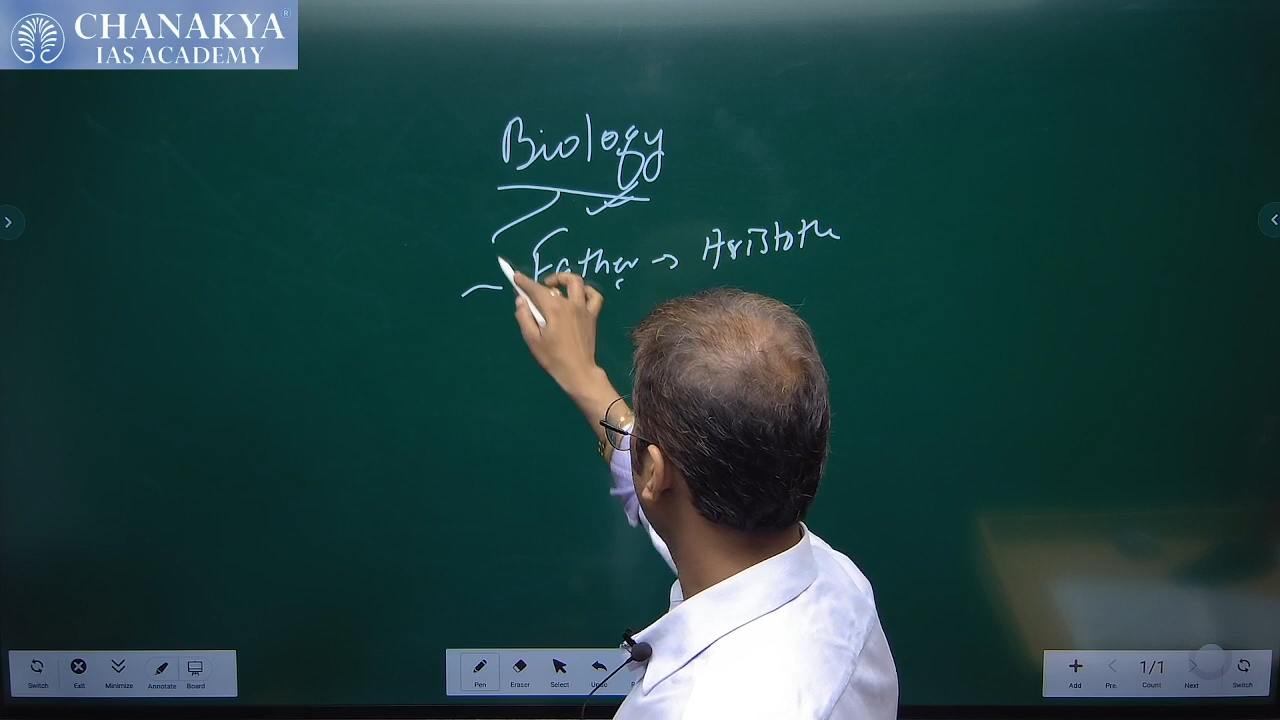 CHANAKYA®
IAS ACADEMY
Biology
Father → Aristotle
Switch Exit Minimize Annotate Board
Pen Eraser Select Undo
Add Pre. 1/1 Count Next Switch